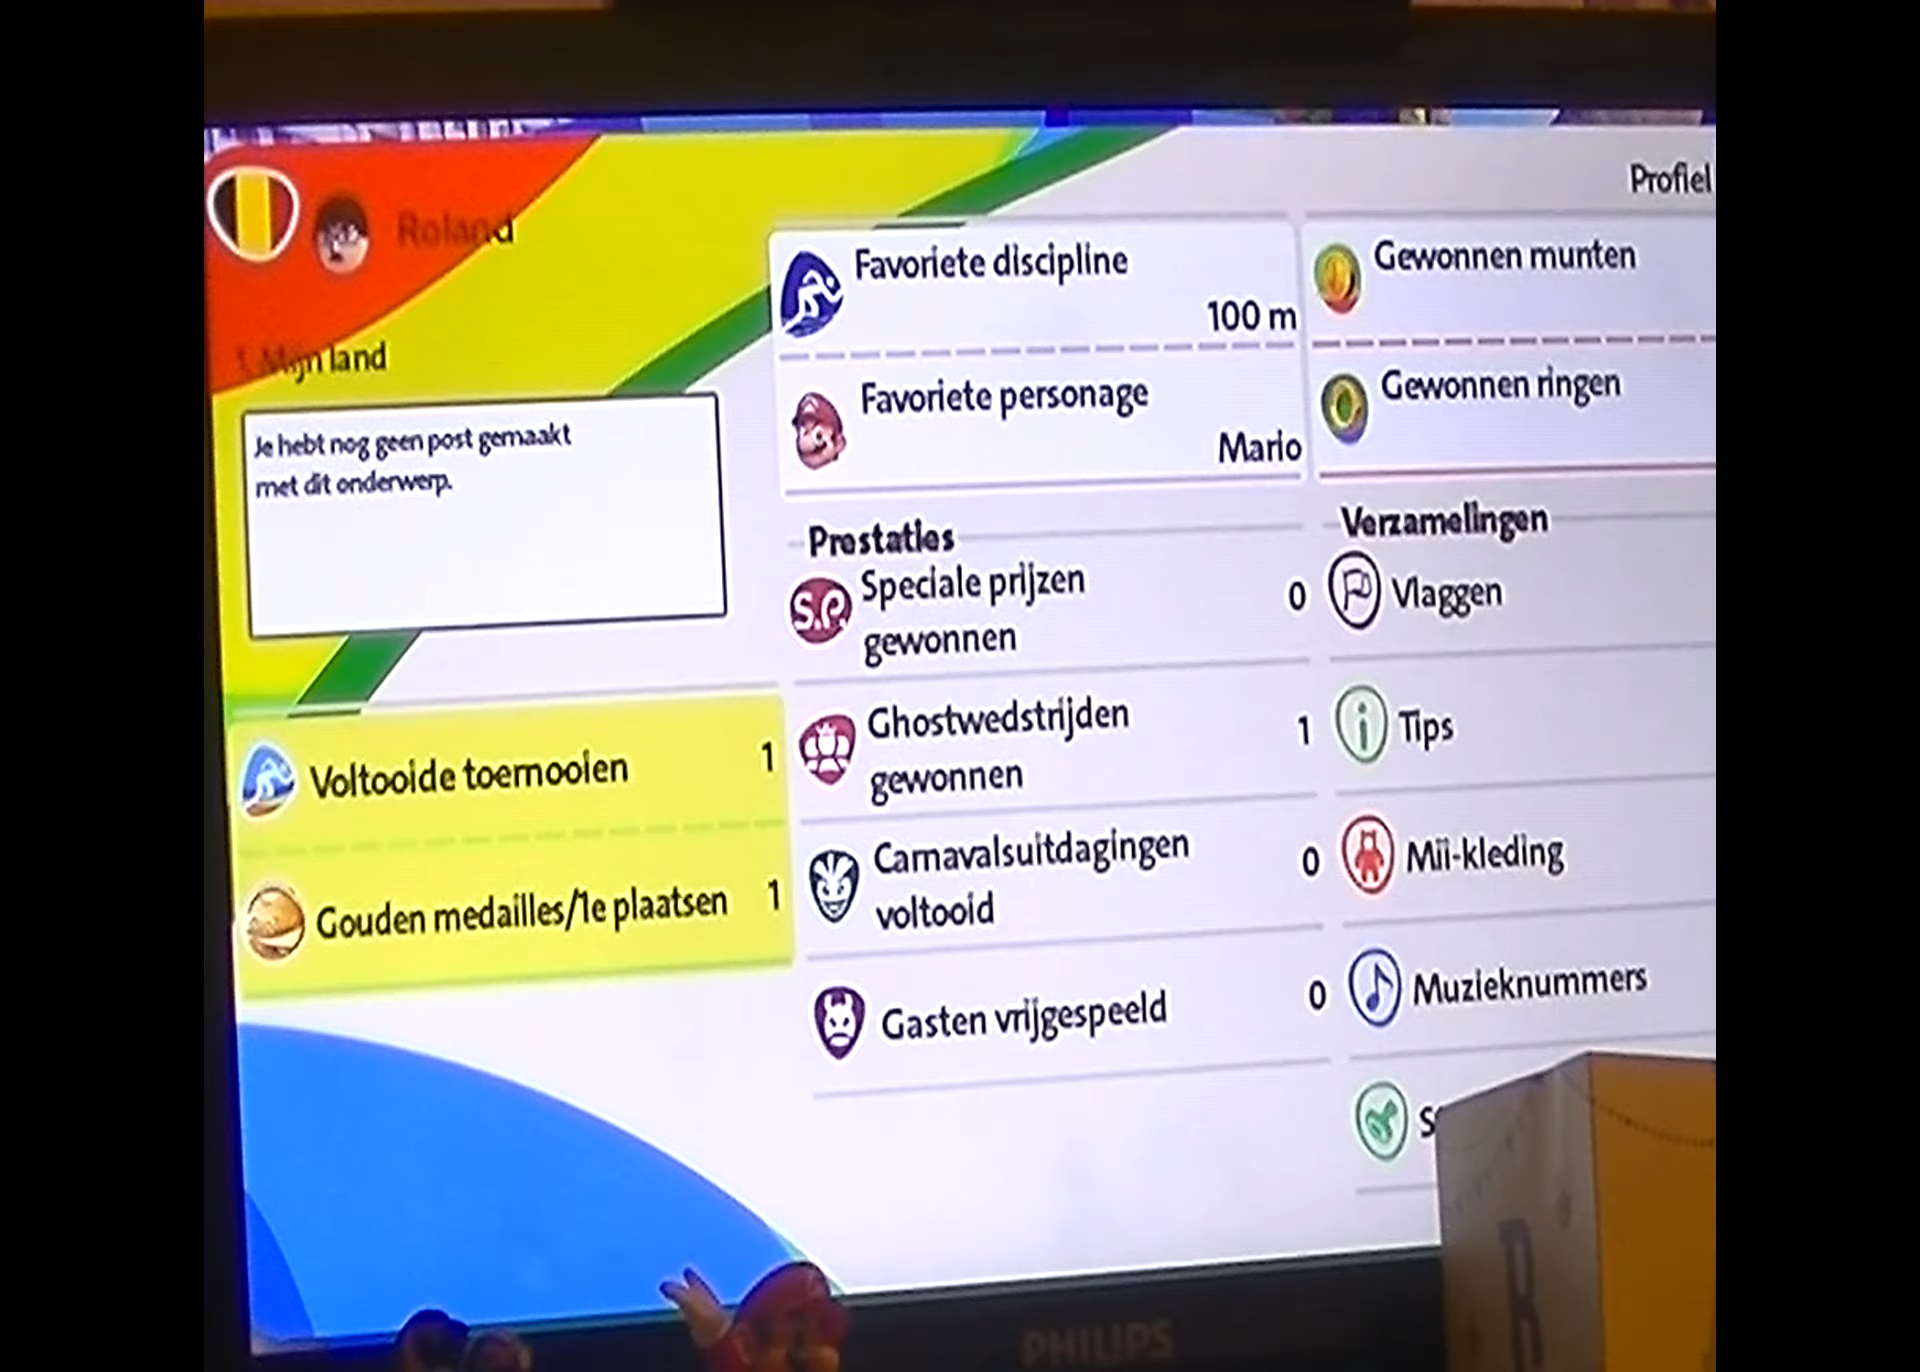 Profiel
Roland
1. Mijn land
Je hebt nog geen post gemaakt
met dit onderwerp.
Voltooide toernooien 1
Gouden medailles/1e plaatsen 1
Favoriete discipline
100 m
Favoriete personage
Mario
Prestaties
Speciale prijzen
gewonnen 0
S.P.
Ghostwedstrijden
gewonnen 1
Carnavalsuitdagingen
voltooid 0
Gasten vrijgespeeld 0
Gewonnen munten
Gewonnen ringen
Verzamelingen
Vlaggen
Tips
Mii-kleding
Muzieknummers
PHILIPS